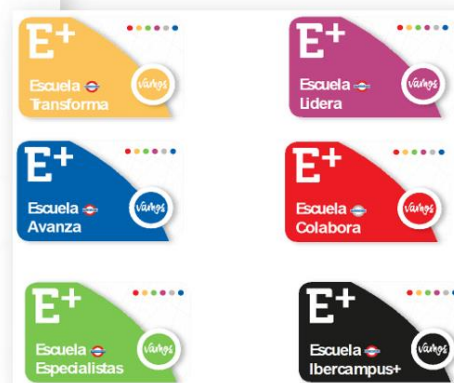 E+
Escuela
Transforma
vamos
E+
Escuela
Lidera
vamos
E+
Escuela
Avanza
vamos
E+
Escuela
Colabora
vamos
E+
Escuela
Especialistas
vamos
E+
Escuela
Ibercampus+
vamos